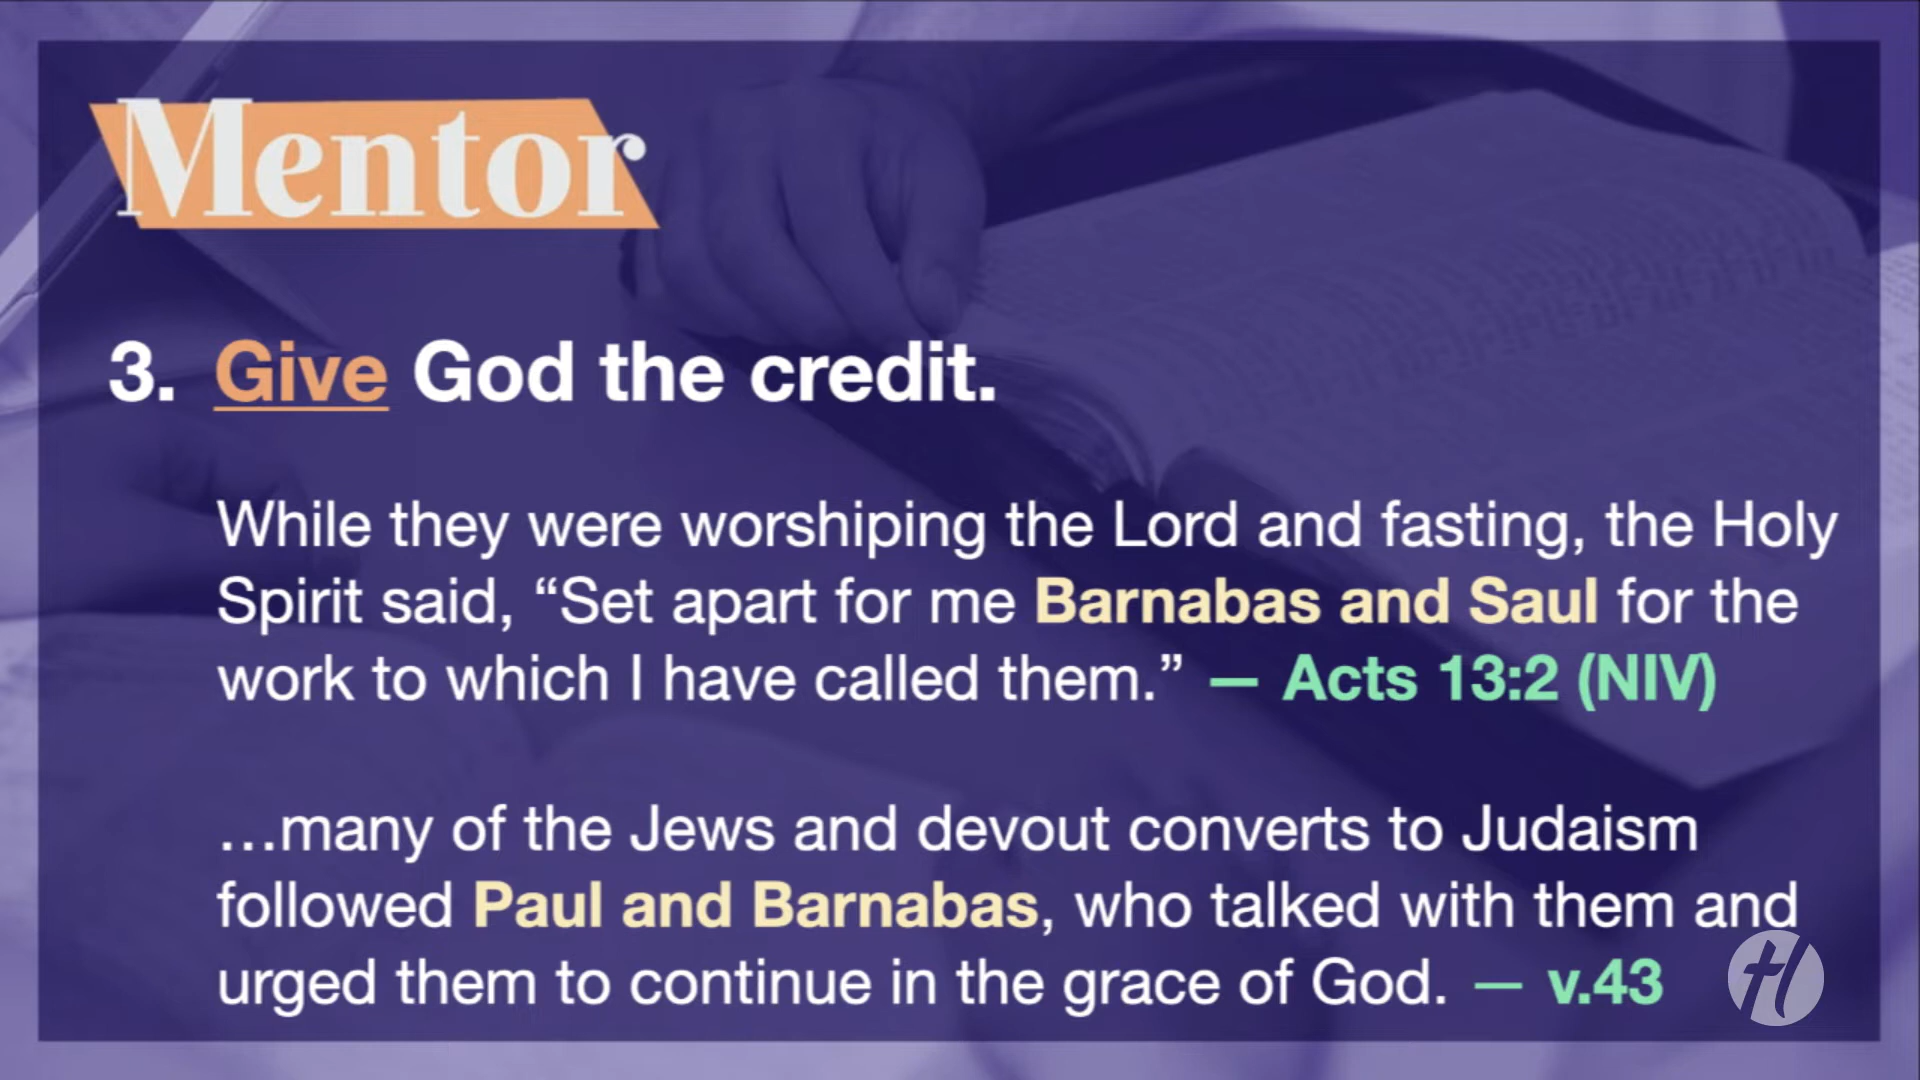 Mentor
3. Give God the credit.
While they were worshiping the Lord and fasting, the Holy
Spirit said, “Set apart for me Barnabas and Saul for the
work to which I have called them.” — Acts 13:2 (NIV)
…many of the Jews and devout converts to Judaism
followed Paul and Barnabas, who talked with them and
urged them to continue in the grace of God. — v.43